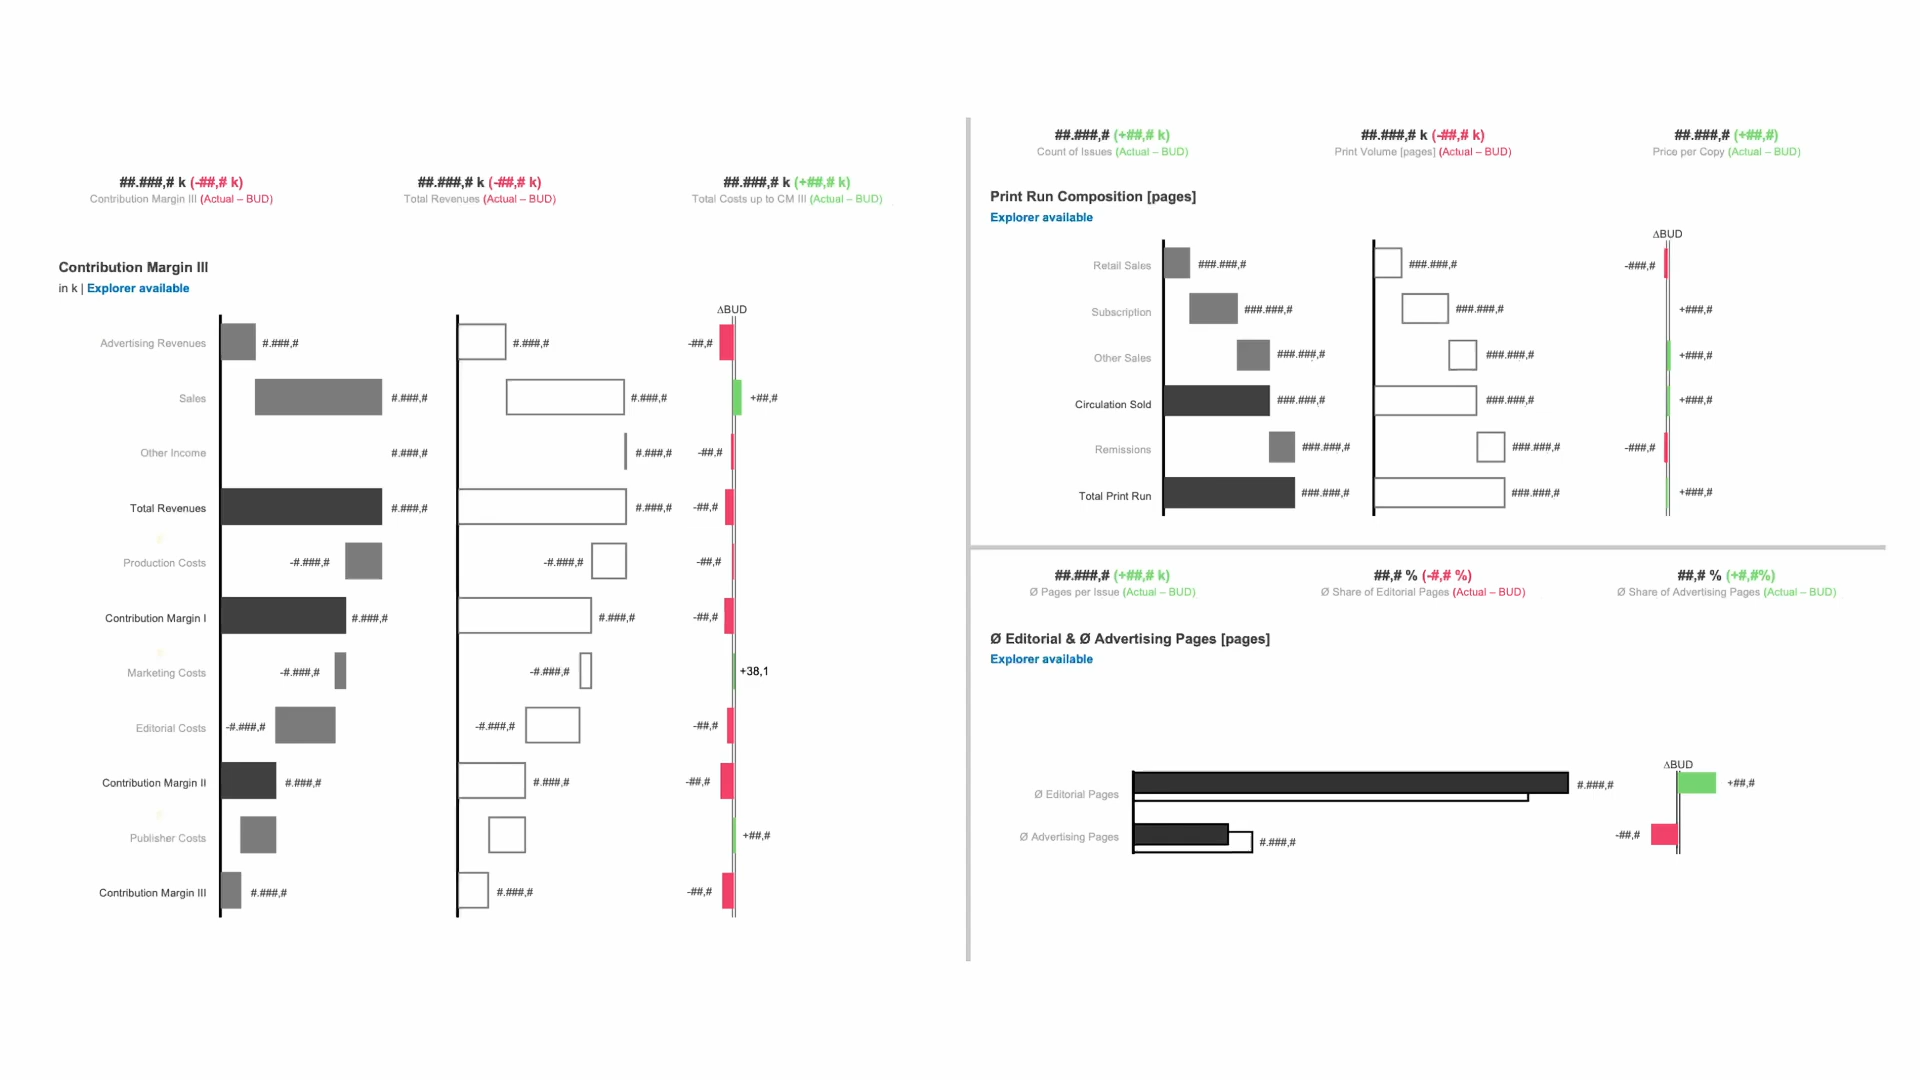 ##.###,# k (-##,# k)
Contribution Margin III (Actual – BUD)
##.###,# k (-##,# k)
Total Revenues (Actual – BUD)
##.###,# k (+##,# k)
Total Costs up to CM III (Actual – BUD)
Contribution Margin III
in k | Explorer available
ΔBUD
Advertising Revenues #.###,# #.###,# -##,#
Sales #.###,# #.###,# +##,#
Other Income #.###,# #.###,# -##.#
Total Revenues #.###,# #.###,# -##,#
Production Costs -#.###,# -#.###,# -##,#
Contribution Margin I #.###,# #.###,# -##,#
Marketing Costs -#.###,# -#.###,# +38,1
Editorial Costs -#.###,# -#.###,# -##,#
Contribution Margin II #.###,# #.###,# -##,#
Publisher Costs +##,#
Contribution Margin III #.###,# #.###,# -##,#
##.###,# (+##,# k)
Count of Issues (Actual – BUD)
##.###,# k (-##,# k)
Print Volume [pages] (Actual – BUD)
##.###,# (+##,#)
Price per Copy (Actual – BUD)
Print Run Composition [pages]
Explorer available
ΔBUD
Retail Sales ###.###,# ###.###,# -###,#
Subscription ###.###,# ###.###,# +###,#
Other Sales ###.###,# ###.###,# +###,#
Circulation Sold ###.###,# ###.###,# +###,#
Remissions ###.###,# ###.###,# -###,#
Total Print Run ###.###,# ###.###,# +###,#
##.###,# (+##,# k)
Ø Pages per Issue (Actual – BUD)
##,# % (-#,# %)
Ø Share of Editorial Pages (Actual – BUD)
##,# % (+#,#%)
Ø Share of Advertising Pages (Actual – BUD)
Ø Editorial & Ø Advertising Pages [pages]
Explorer available
ΔBUD
Ø Editorial Pages #.###,# +##,#
Ø Advertising Pages #.###,# -##,#